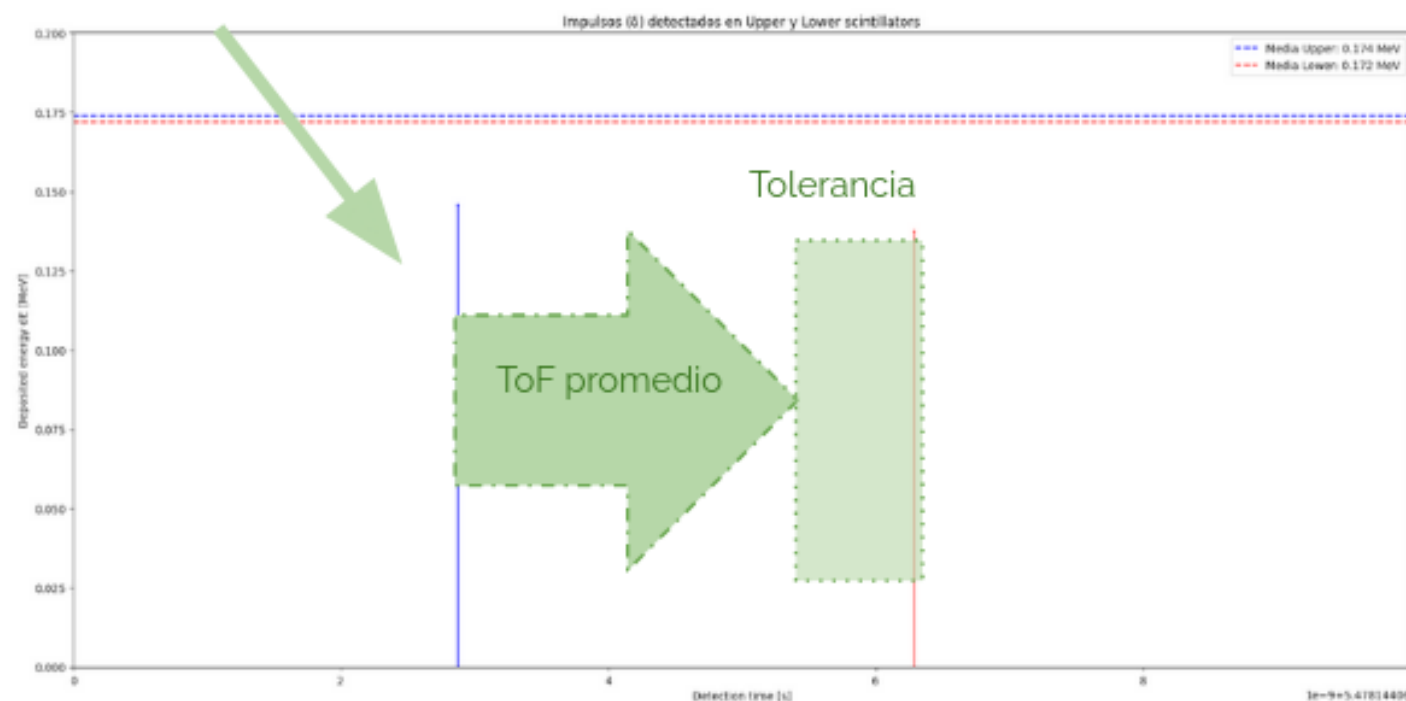 Impulsos (δ) detectados en Upper y Lower scintillators
Media Upper: 0.174 MeV
Media Lower: 0.172 MeV
0.200
0.175
0.150
0.125
0.100
0.075
0.050
0.025
0.000
Deposited energy dE [MeV]
Tolerancia
ToF promedio
0
2
4
6
8
Detection time [s]